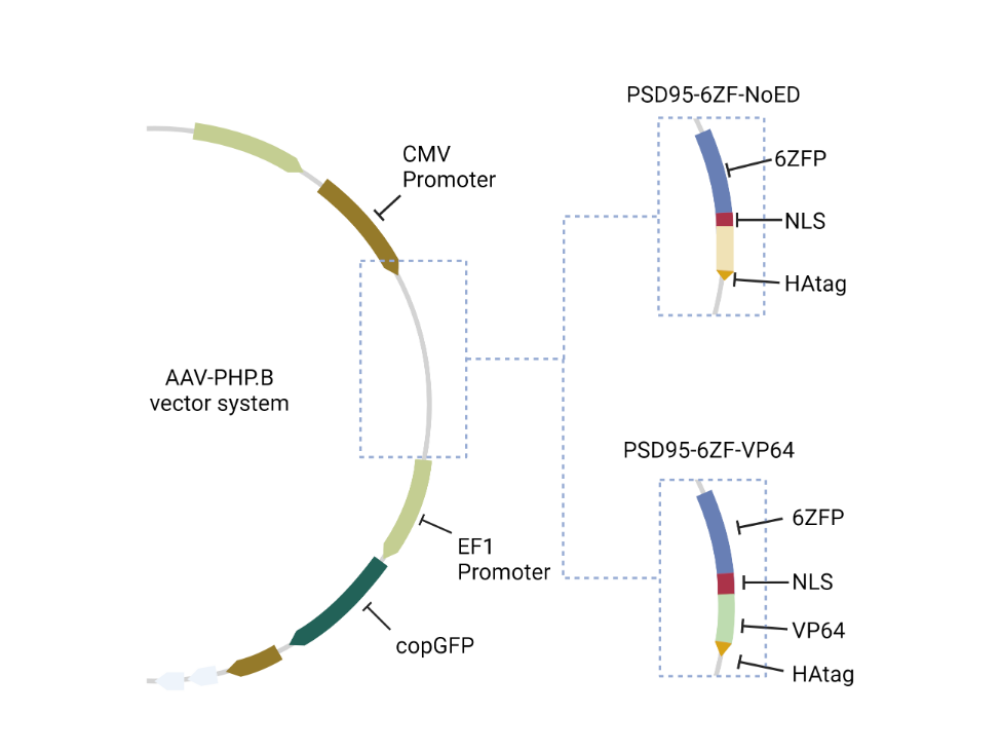 CMV
Promoter
AAV-PHP.B
vector system
EF1
Promoter
copGFP
PSD95-6ZF-NoED
6ZFP
NLS
HAtag
PSD95-6ZF-VP64
6ZFP
NLS
VP64
HAtag